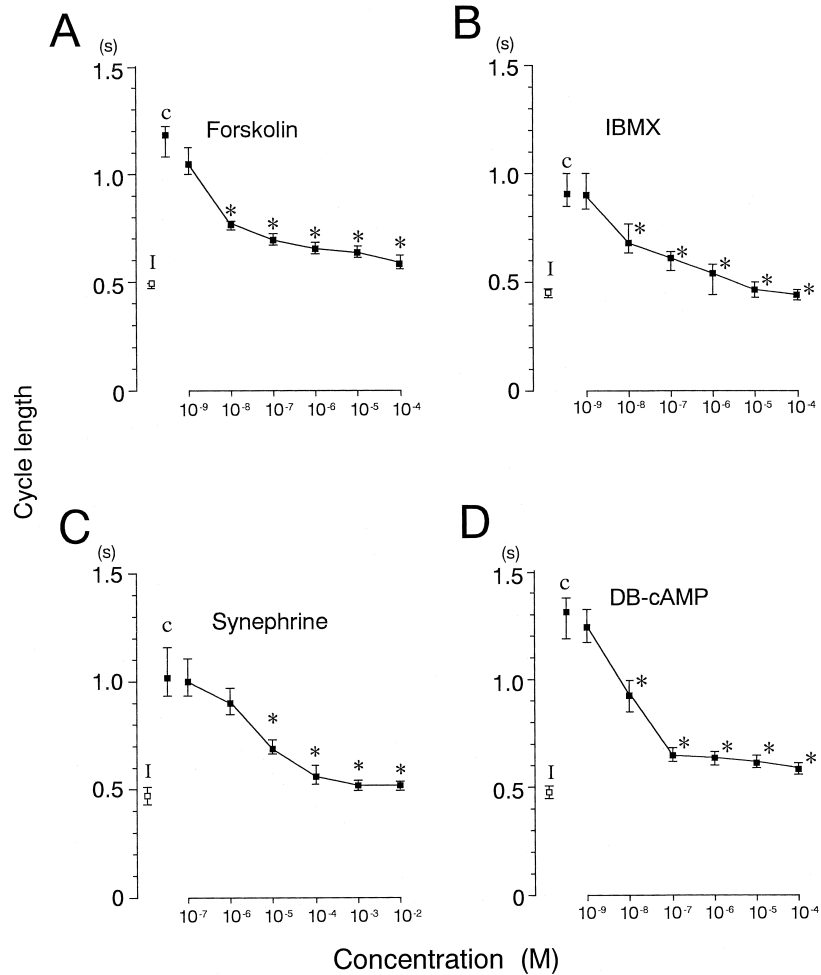 A
(s)
1.5
1.0
0.5
0
c
I
Forskolin
*
*
*
*
*
10-9 10-8 10-7 10-6 10-5 10-4
B
(s)
1.5
1.0
0.5
0
c
I
IBMX
*
*
*
*
*
10-9 10-8 10-7 10-6 10-5 10-4
Cycle length
C
(s)
1.5
1.0
0.5
0
c
I
Synephrine
*
*
*
*
10-7 10-6 10-5 10-4 10-3 10-2
D
(s)
1.5
1.0
0.5
0
c
I
DB-cAMP
*
*
*
*
*
10-9 10-8 10-7 10-6 10-5 10-4
Concentration (M)